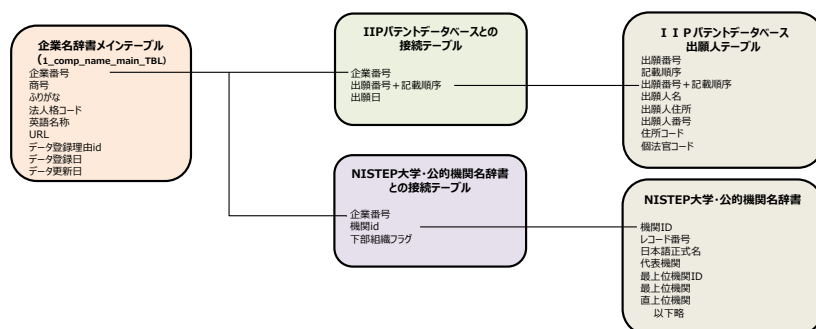 企業名辞書メインテーブル
(1_comp_name_main_TBL)
企業番号
商号
ふりがな
法人格コード
英語名称
URL
データ登録理由id
データ登録日
データ更新日
IIPパテントデータベースとの
接続テーブル
企業番号
出願番号+記載順序
出願日
IIPパテントデータベース
出願人テーブル
出願番号
記載順序
出願番号+記載順序
出願人名
出願人住所
出願人番号
住所コード
個法官コード
NISTEP大学・公的機関名辞書
との接続テーブル
企業番号
機関id
下部組織フラグ
NISTEP大学・公的機関名辞書
機関ID
レコード番号
日本語正式名
代表機関
最上位機関ID
最上位機関
直上位機関
以下略